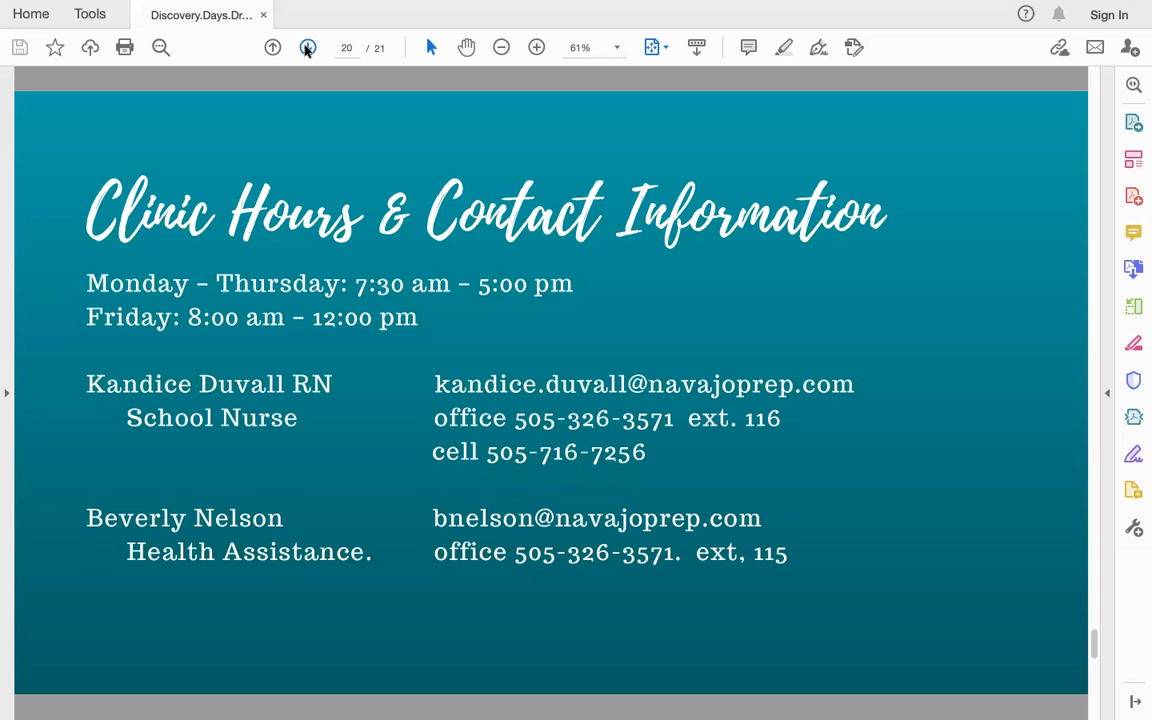 Home Tools Discovery.Days.Dr... × Sign In
20 / 21 61%
Clinic Hours & Contact Information
Monday - Thursday: 7:30 am - 5:00 pm
Friday: 8:00 am - 12:00 pm
Kandice Duvall RN kandice.duvall@navajoprep.com
School Nurse office 505-326-3571 ext. 116
cell 505-716-7256
Beverly Nelson bnelson@navajoprep.com
Health Assistance. office 505-326-3571. ext, 115